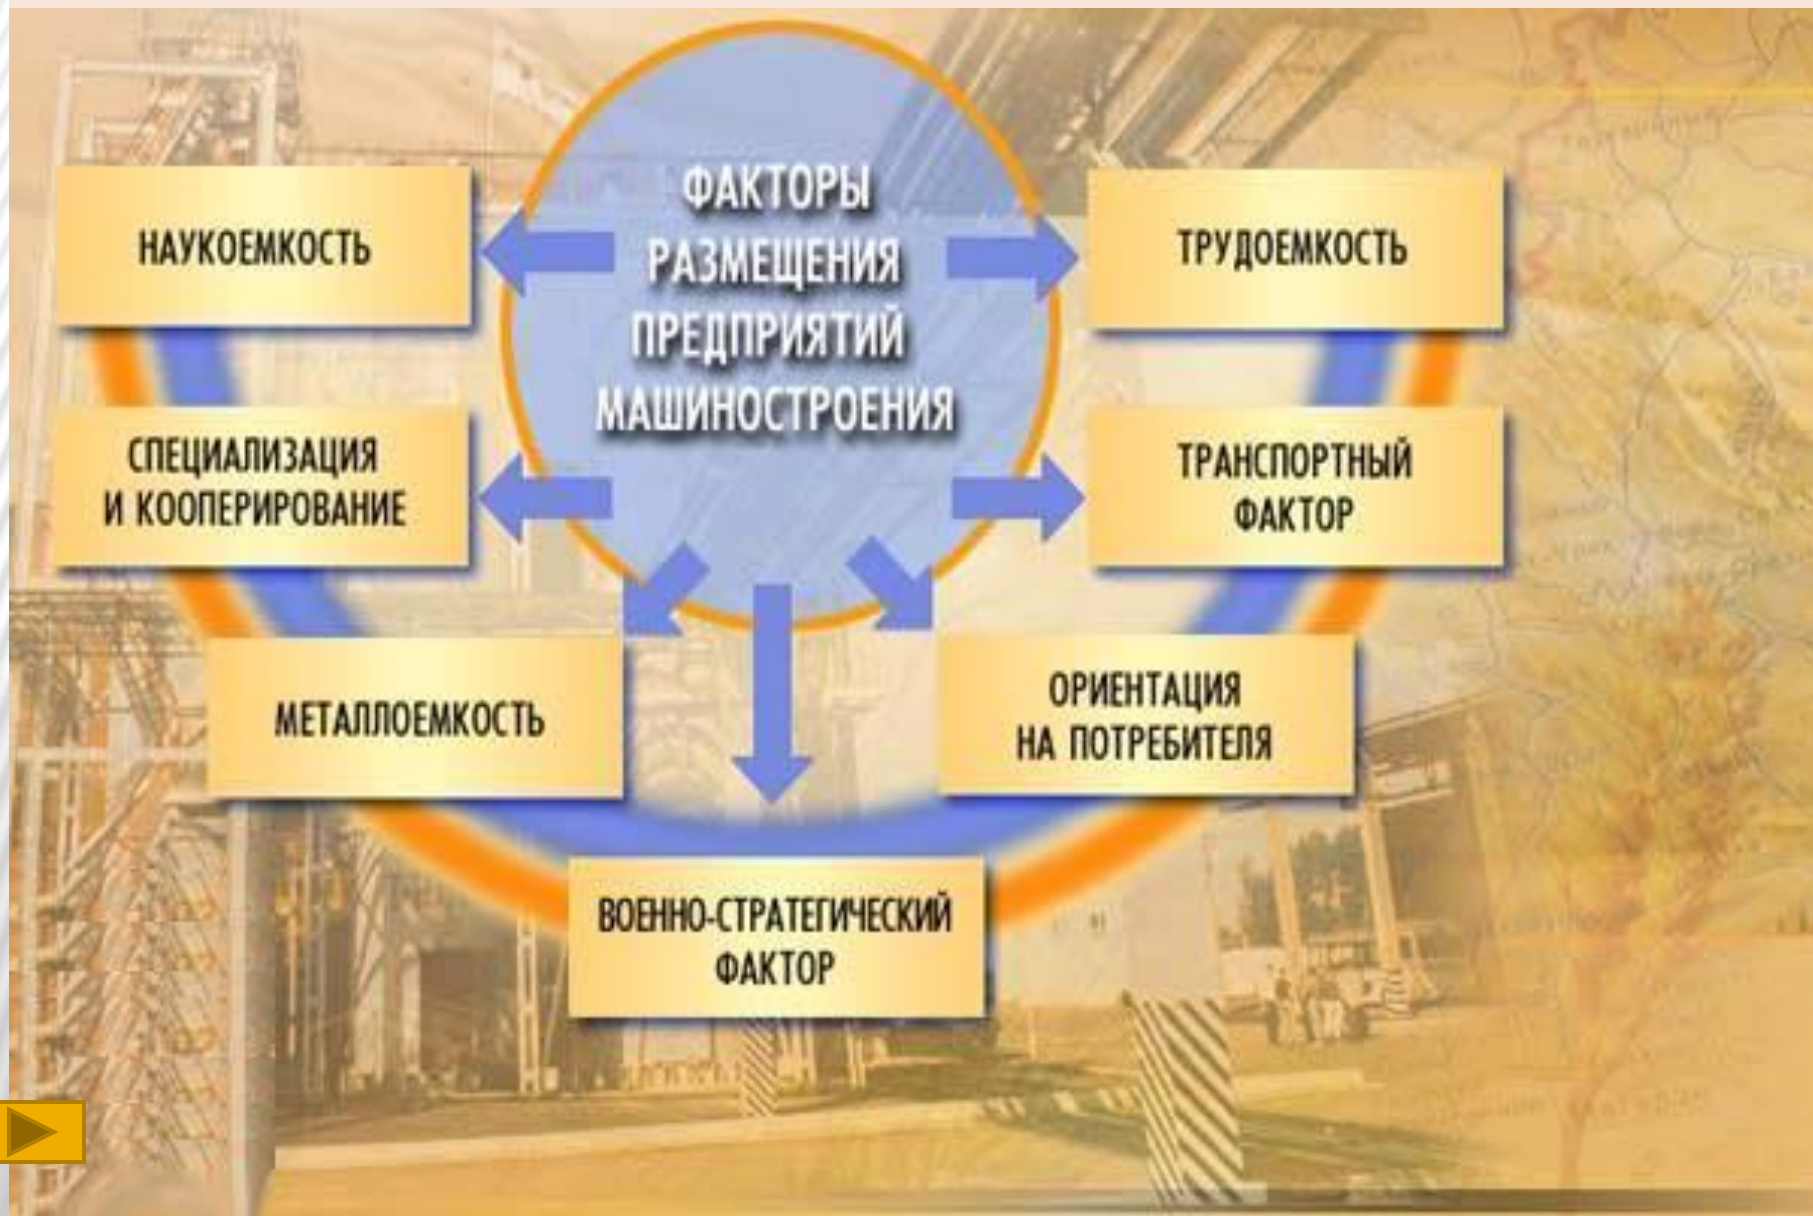 ФАКТОРЫ
РАЗМЕЩЕНИЯ
ПРЕДПРИЯТИЙ
МАШИНОСТРОЕНИЯ
НАУКОЕМКОСТЬ
ТРУДОЕМКОСТЬ
СПЕЦИАЛИЗАЦИЯ
И КООПЕРИРОВАНИЕ
ТРАНСПОРТНЫЙ
ФАКТОР
МЕТАЛЛОЕМКОСТЬ
ОРИЕНТАЦИЯ
НА ПОТРЕБИТЕЛЯ
ВОЕННО-СТРАТЕГИЧЕСКИЙ
ФАКТОР